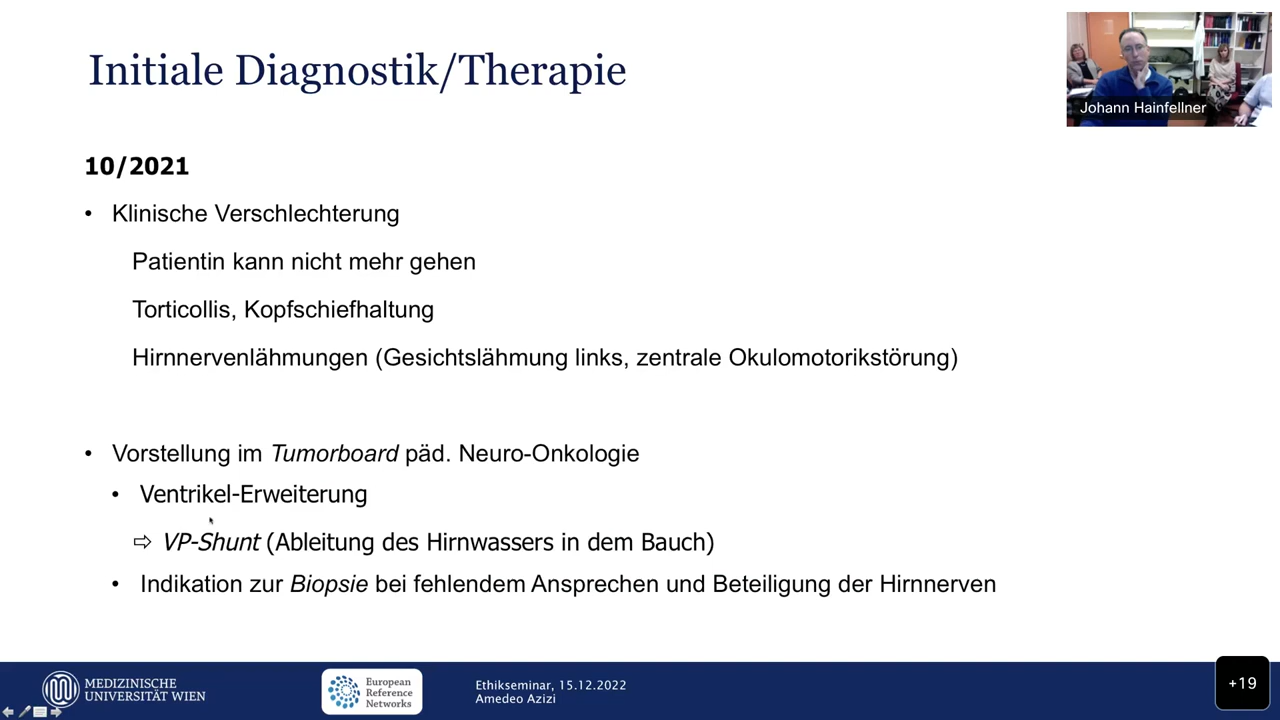 Initiale Diagnostik/Therapie
Johann Hainfellner
10/2021
• Klinische Verschlechterung
Patientin kann nicht mehr gehen
Torticollis, Kopfschiefhaltung
Hirnnervenlähmungen (Gesichtslähmung links, zentrale Okulomotorikstörung)
• Vorstellung im Tumorboard päd. Neuro-Onkologie
• Ventrikel-Erweiterung
⇨ VP-Shunt (Ableitung des Hirnwassers in dem Bauch)
• Indikation zur Biopsie bei fehlendem Ansprechen und Beteiligung der Hirnnerven
MEDIZINISCHE
UNIVERSITÄT WIEN
European
Reference
Networks
Ethikseminar, 15.12.2022
Amedeo Azizi
+19